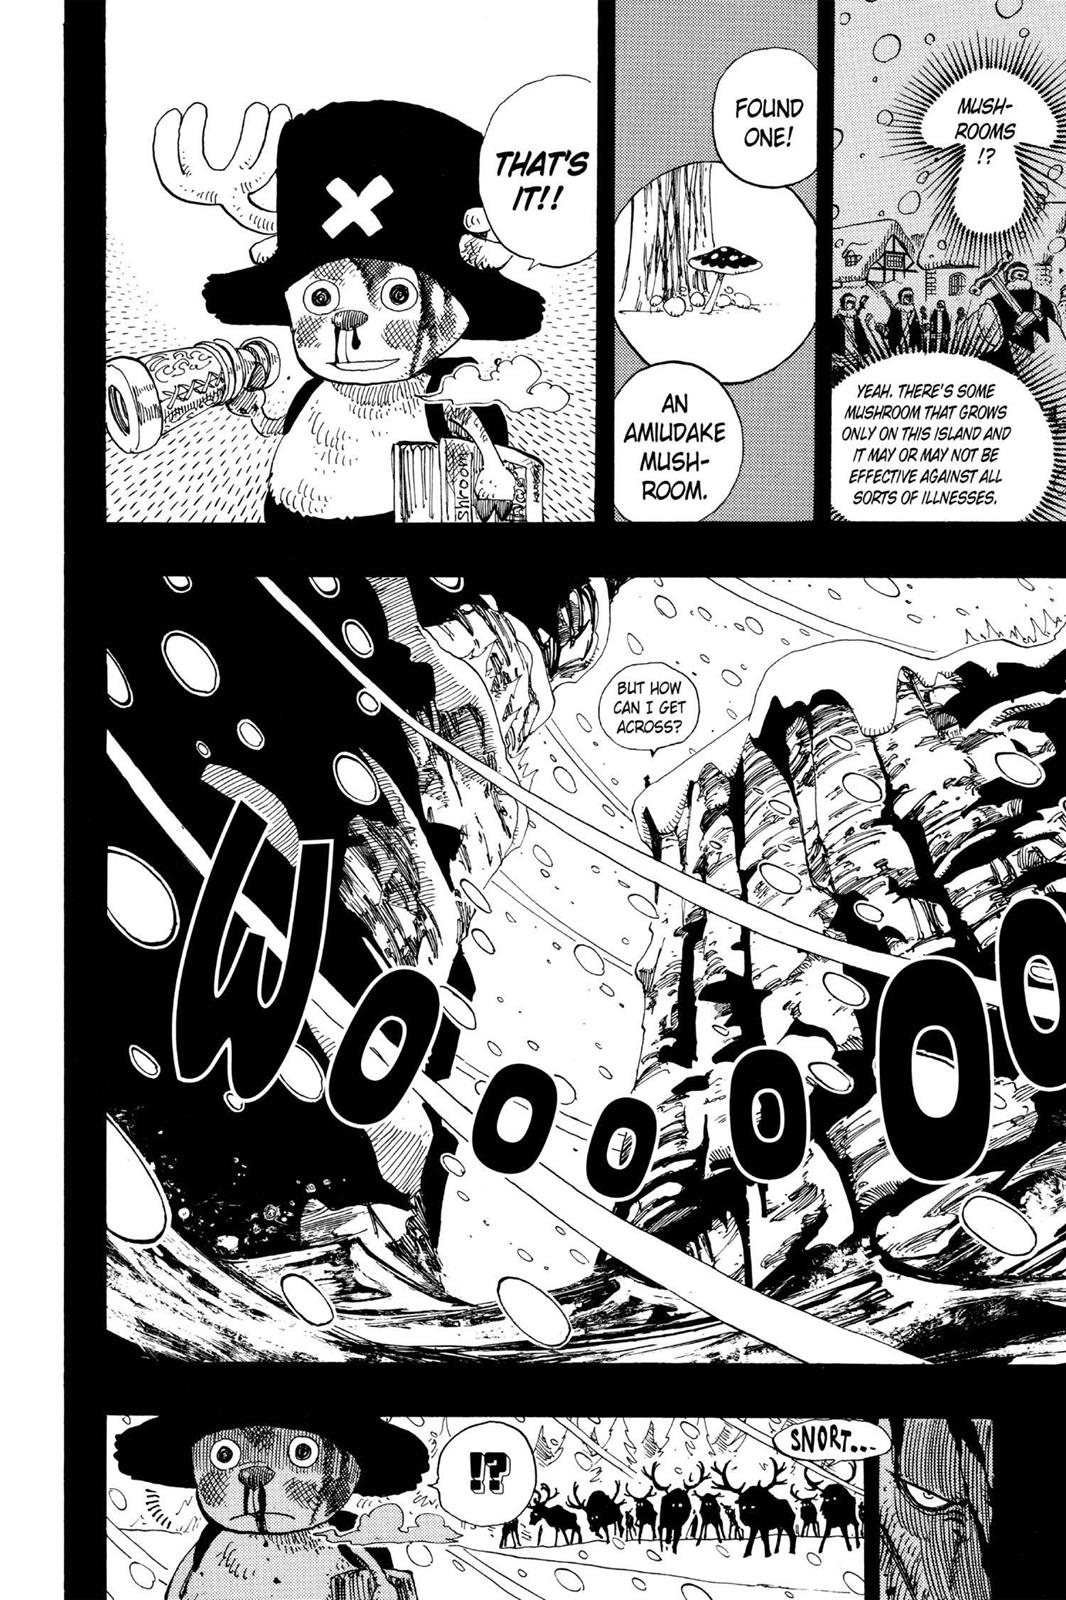 MUSH-
ROOMS
!?
YEAH. THERE'S SOME
MUSHROOM THAT GROWS
ONLY ON THIS ISLAND AND
IT MAY OR MAY NOT BE
EFFECTIVE AGAINST ALL
SORTS OF ILLNESSES.
FOUND
ONE!
AN
AMIUDAKE
MUSH-
ROOM.
THAT'S
IT!!
Shroom
BUT HOW
CAN I GET
ACROSS?
WOOOOOO
SNORT...
!?